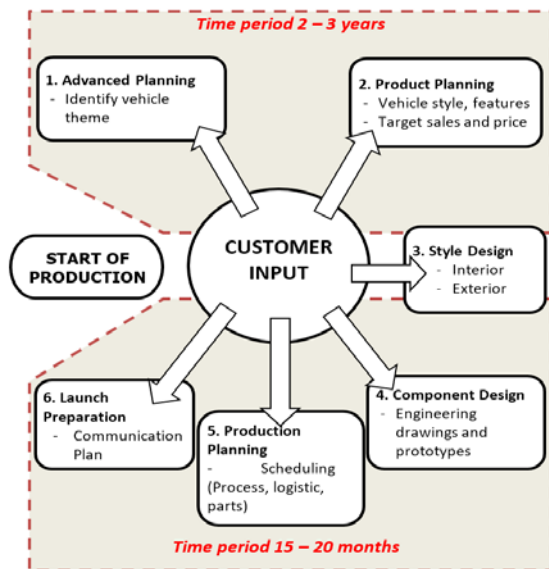 Time period 2 – 3 years
1. Advanced Planning
- Identify vehicle
theme
2. Product Planning
- Vehicle style, features
- Target sales and price
CUSTOMER
INPUT
START OF
PRODUCTION
3. Style Design
- Interior
- Exterior
6. Launch
Preparation
- Communication
Plan
5. Production
Planning
- Scheduling
(Process, logistic,
parts)
4. Component Design
- Engineering
drawings and
prototypes
Time period 15 – 20 months